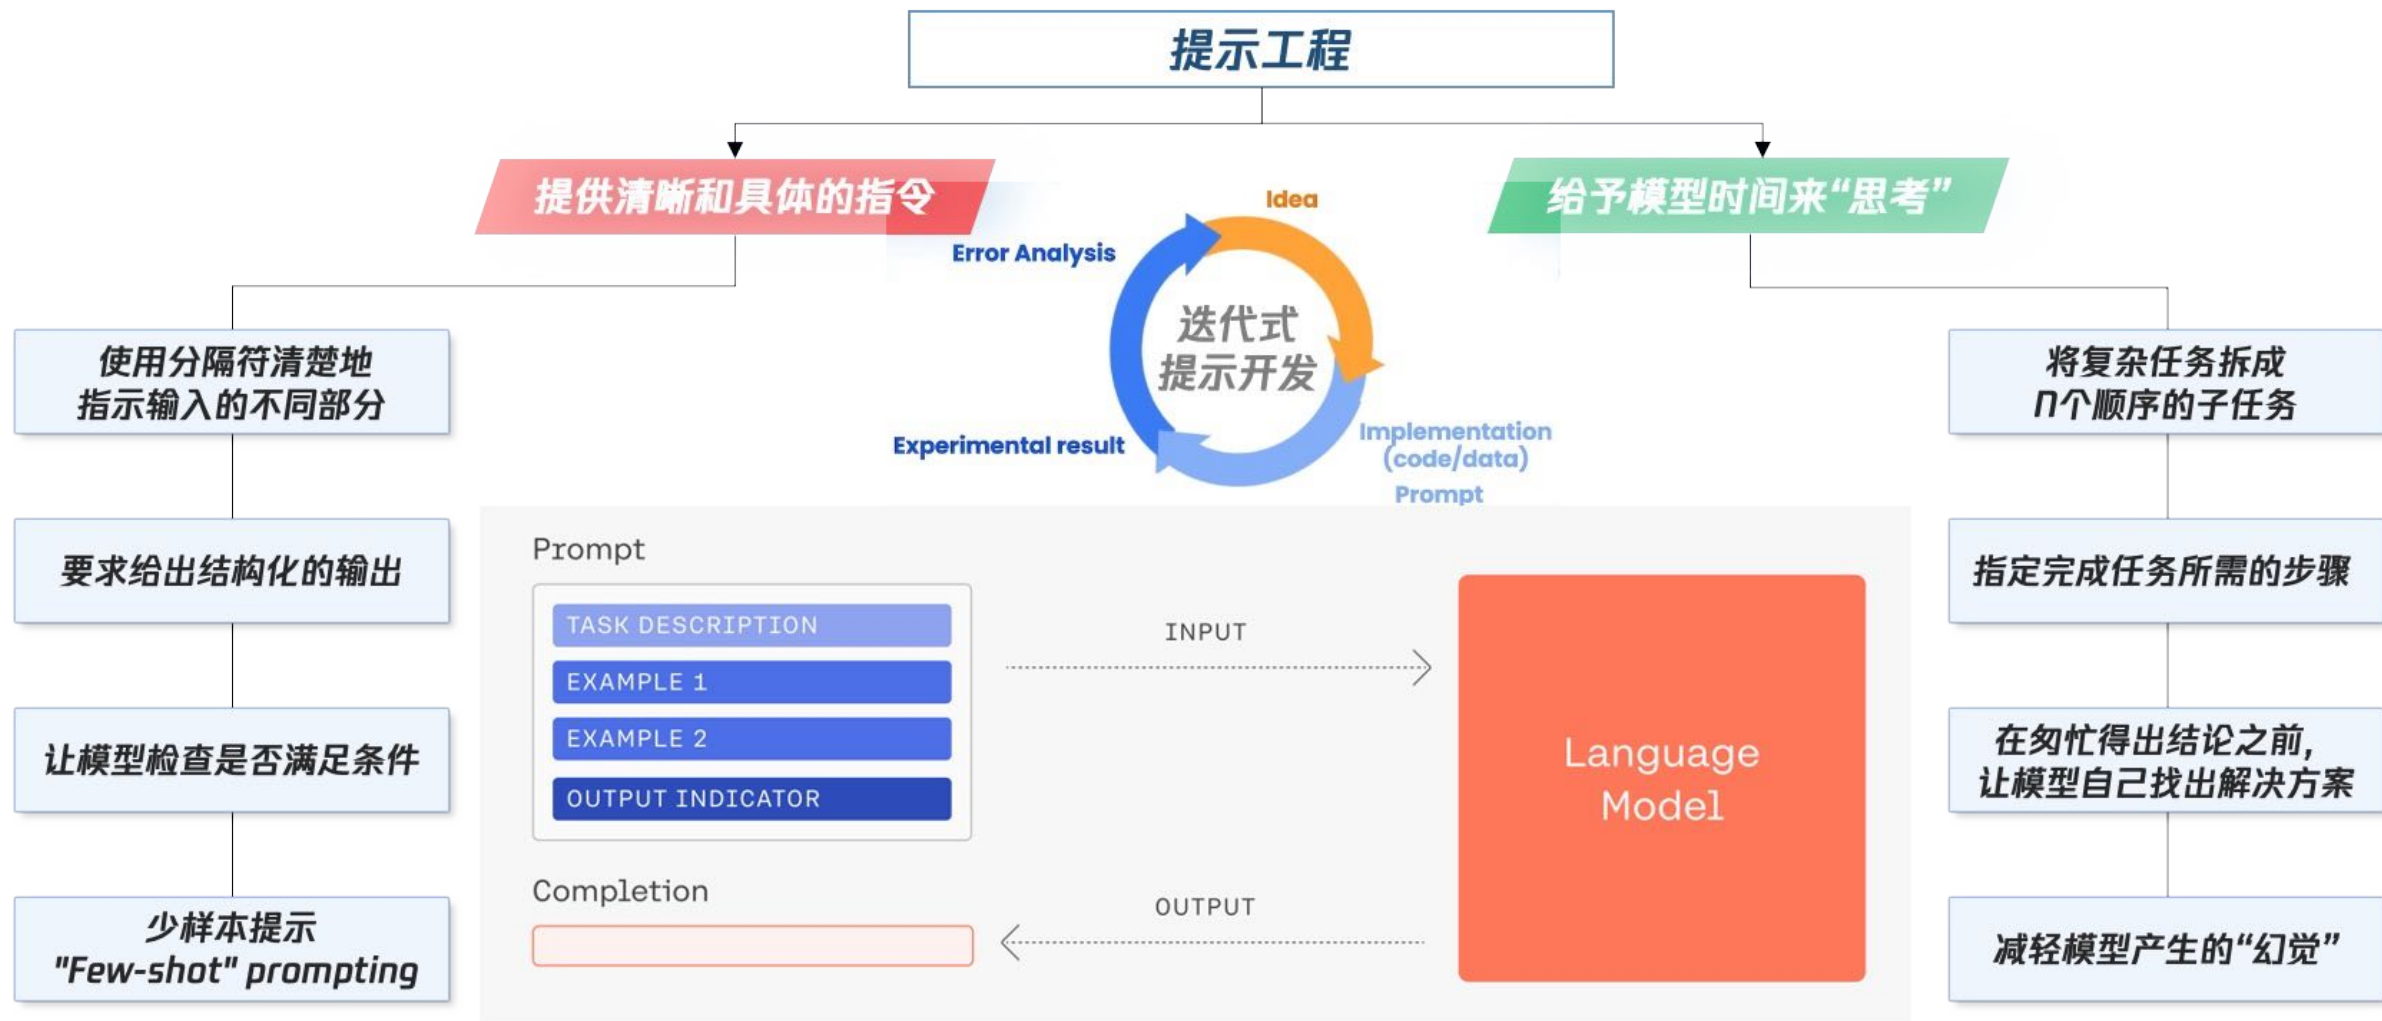 提示工程
提供清晰和具体的指令
给予模型时间来“思考”
使用分隔符清楚地
指示输入的不同部分
要求给出结构化的输出
让模型检查是否满足条件
少样本提示
"Few-shot" prompting
Idea
Error Analysis
迭代式
提示开发
Experimental result
Implementation
(code/data)
Prompt
Prompt
TASK DESCRIPTION
EXAMPLE 1
EXAMPLE 2
OUTPUT INDICATOR
INPUT
Language
Model
Completion
OUTPUT
将复杂任务拆成
N个顺序的子任务
指定完成任务所需的步骤
在匆忙得出结论之前,
让模型自己找出解决方案
减轻模型产生的“幻觉”